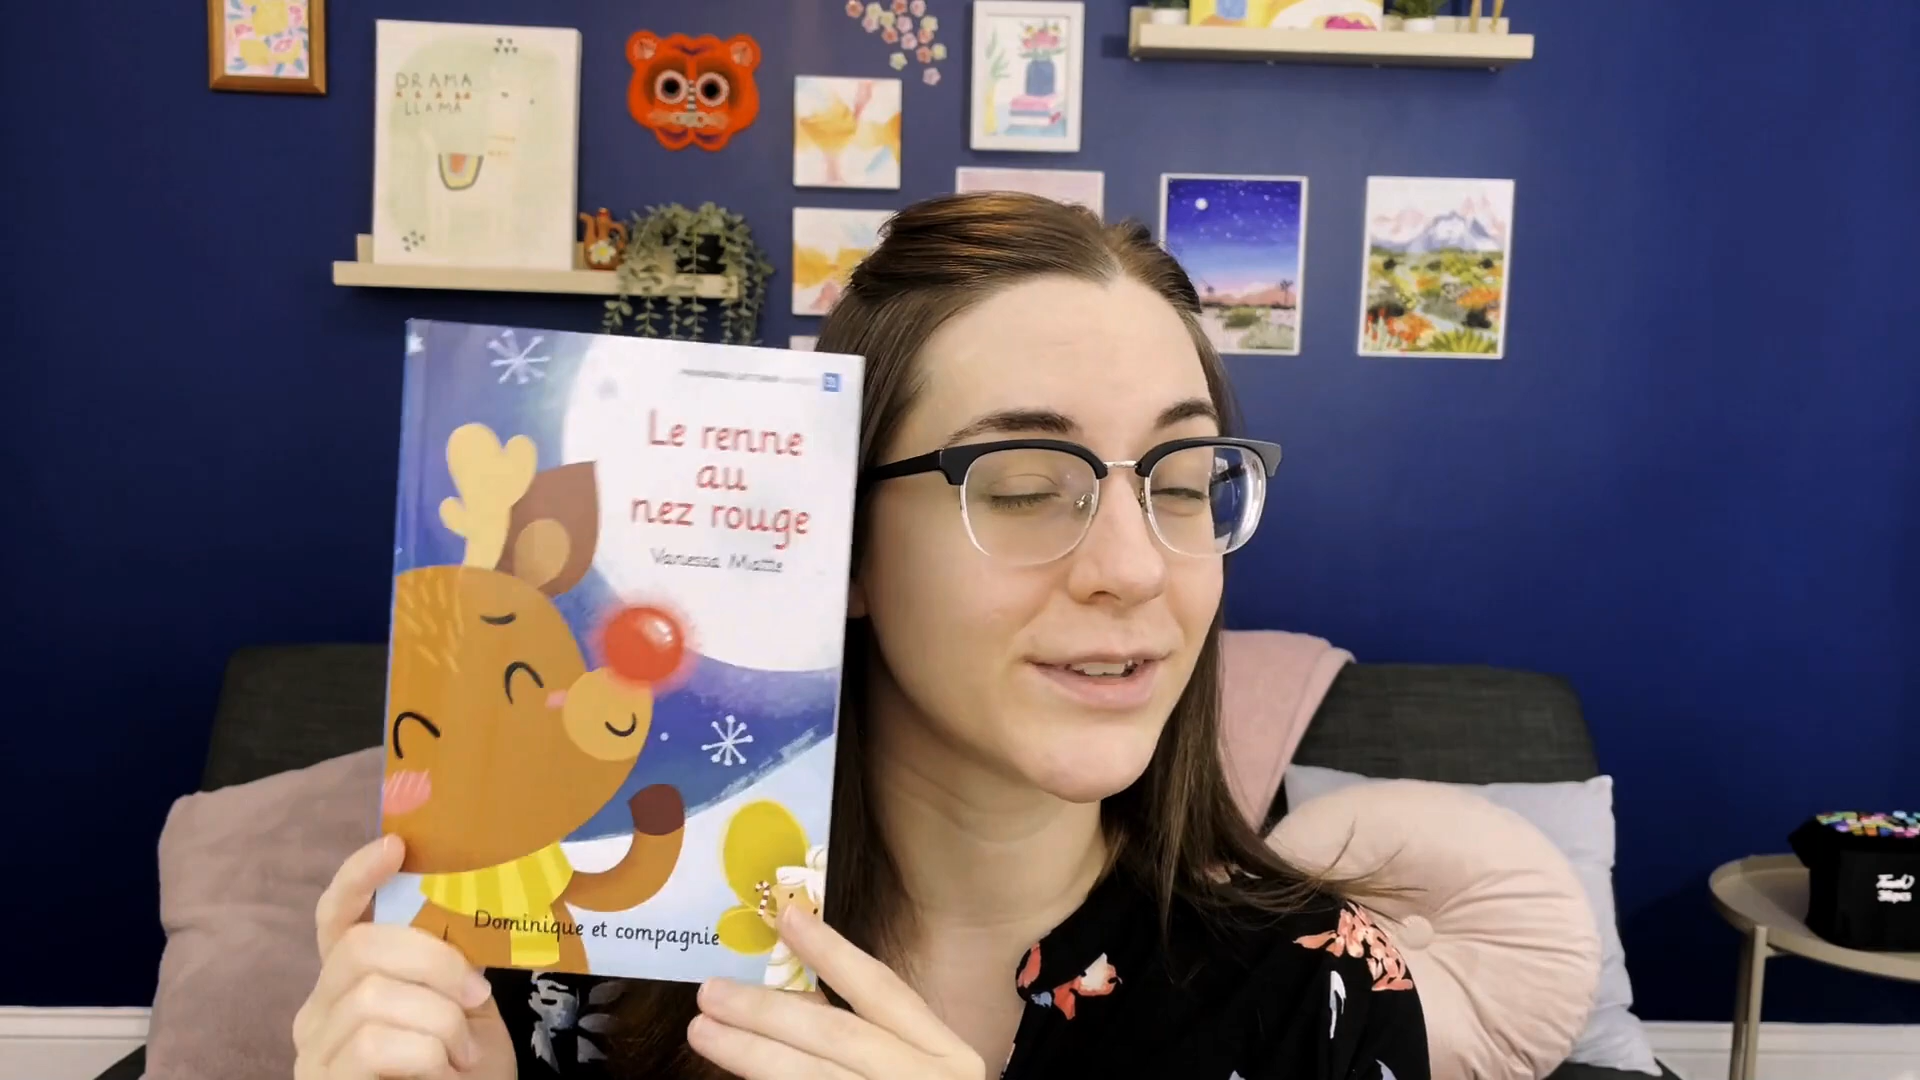 DRAMA
LLAMA
Le renne
au
nez rouge
Vanessa Matte
Dominique et compagnie